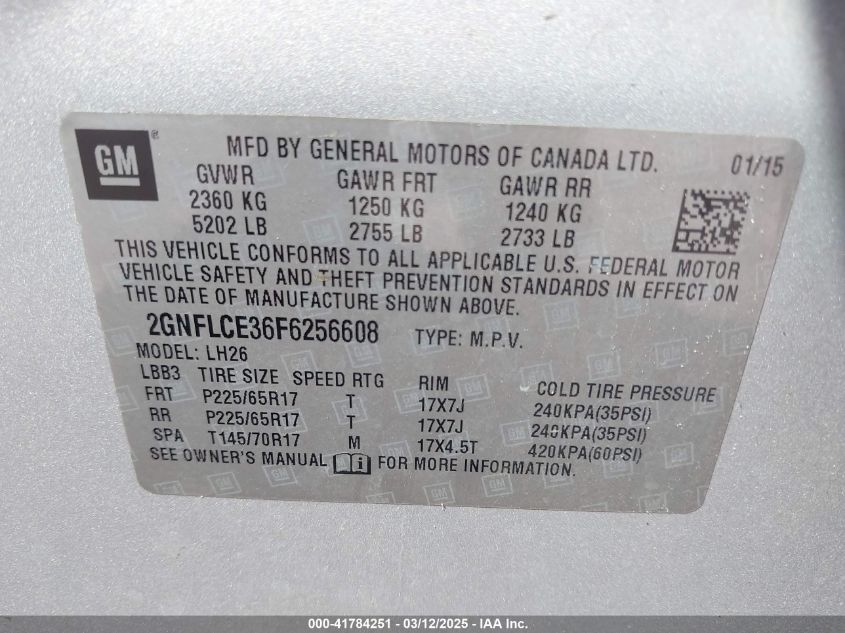 GM ®
MFD BY GENERAL MOTORS OF CANADA LTD. 01/15
GVWR GAWR FRT GAWR RR
2360 KG 1250 KG 1240 KG
5202 LB 2755 LB 2733 LB
THIS VEHICLE CONFORMS TO ALL APPLICABLE U.S. FEDERAL MOTOR
VEHICLE SAFETY AND THEFT PREVENTION STANDARDS IN EFFECT ON
THE DATE OF MANUFACTURE SHOWN ABOVE.
2GNFLCE36F6256608 TYPE: M.P.V.
MODEL: LH26
LBB3 TIRE SIZE SPEED RTG RIM COLD TIRE PRESSURE
FRT P225/65R17 T 17X7J 240KPA(35PSI)
RR P225/65R17 T 17X7J 240KPA(35PSI)
SPA T145/70R17 M 17X4.5T 420KPA(60PSI)
SEE OWNER'S MANUAL FOR MORE INFORMATION.
000-41784251 - 03/12/2025 - IAA Inc.